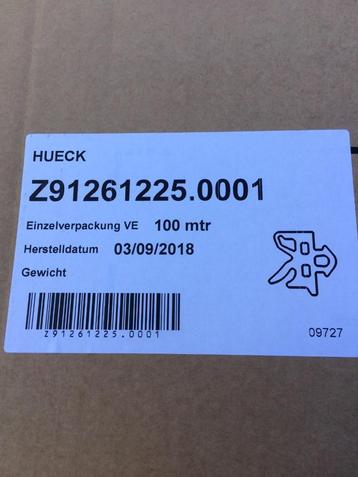 HUECK
Z91261225.0001
Einzelverpackung VE 100 mtr
Herstelldatum 03/09/2018
Gewicht
Z91261225.0001
09727